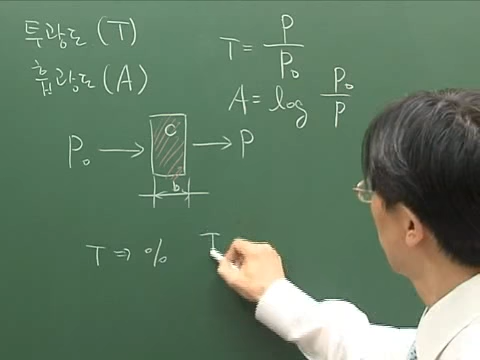 투광도 (T)
흡광도 (A)
T = P / P₀
A = log P₀ / P
P₀ → C → P
b
T ⇒ % T